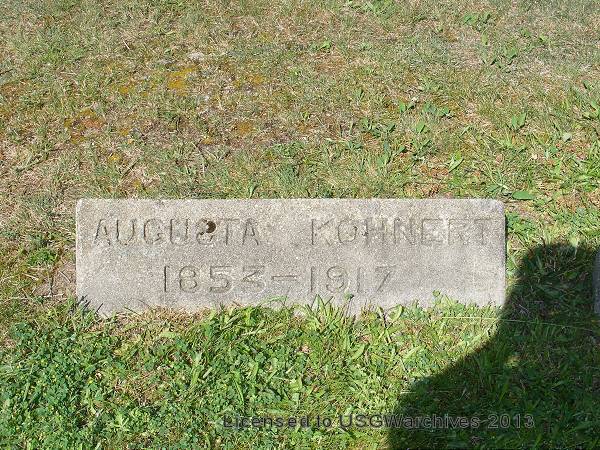 AUGUSTA KOHNERT
1853-1917
Licensed to USGWarchives 2013